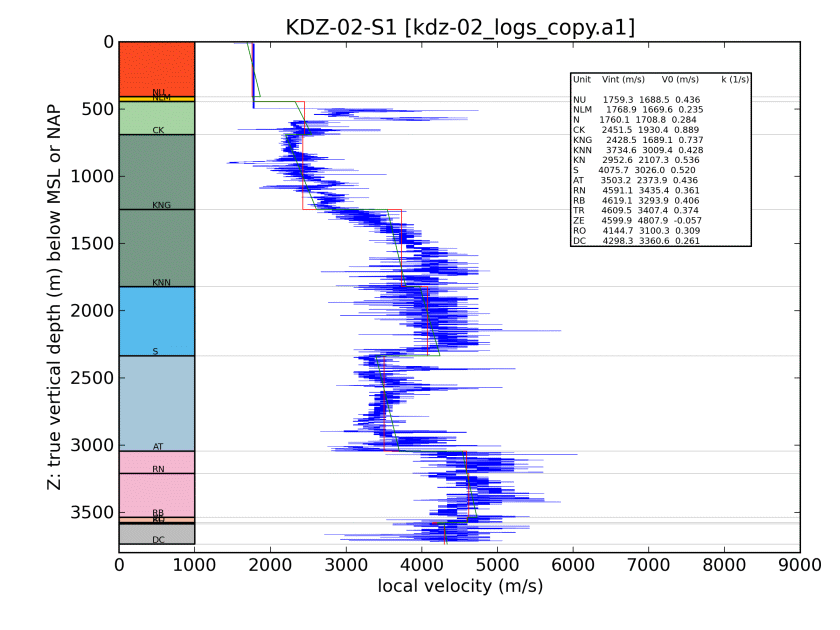 KDZ-02-S1 [kdz-02_logs_copy.a1]
Z: true vertical depth (m) below MSL or NAP
0
500
1000
1500
2000
2500
3000
3500
NU
NLM
CK
KNG
KNN
S
AT
RN
RB
DC
Unit Vint (m/s) V0 (m/s) k (1/s)
NU 1759.3 1688.5 0.436
NLM 1768.9 1669.6 0.235
N 1760.1 1708.8 0.284
CK 2451.5 1930.4 0.889
KNG 2428.5 1689.1 0.737
KNN 3734.6 3009.4 0.428
KN 2952.6 2107.3 0.536
S 4075.7 3026.0 0.520
AT 3503.2 2373.9 0.436
RN 4591.1 3435.4 0.361
RB 4619.1 3293.9 0.406
TR 4609.5 3407.4 0.374
ZE 4599.9 4807.9 -0.057
RO 4144.7 3100.3 0.309
DC 4298.3 3360.6 0.261
0 1000 2000 3000 4000 5000 6000 7000 8000 9000
local velocity (m/s)